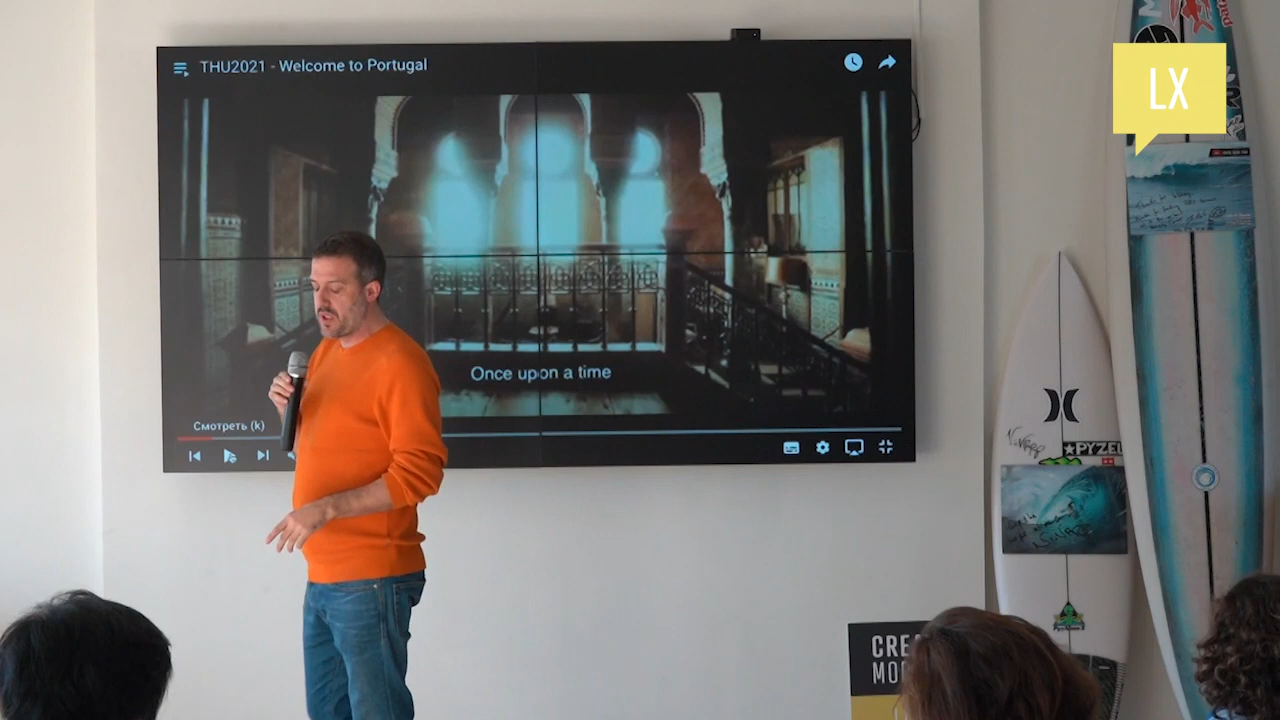 THU2021 - Welcome to Portugal
LX
Once upon a time
Смотреть (k)
PYZEL
CRE
MO